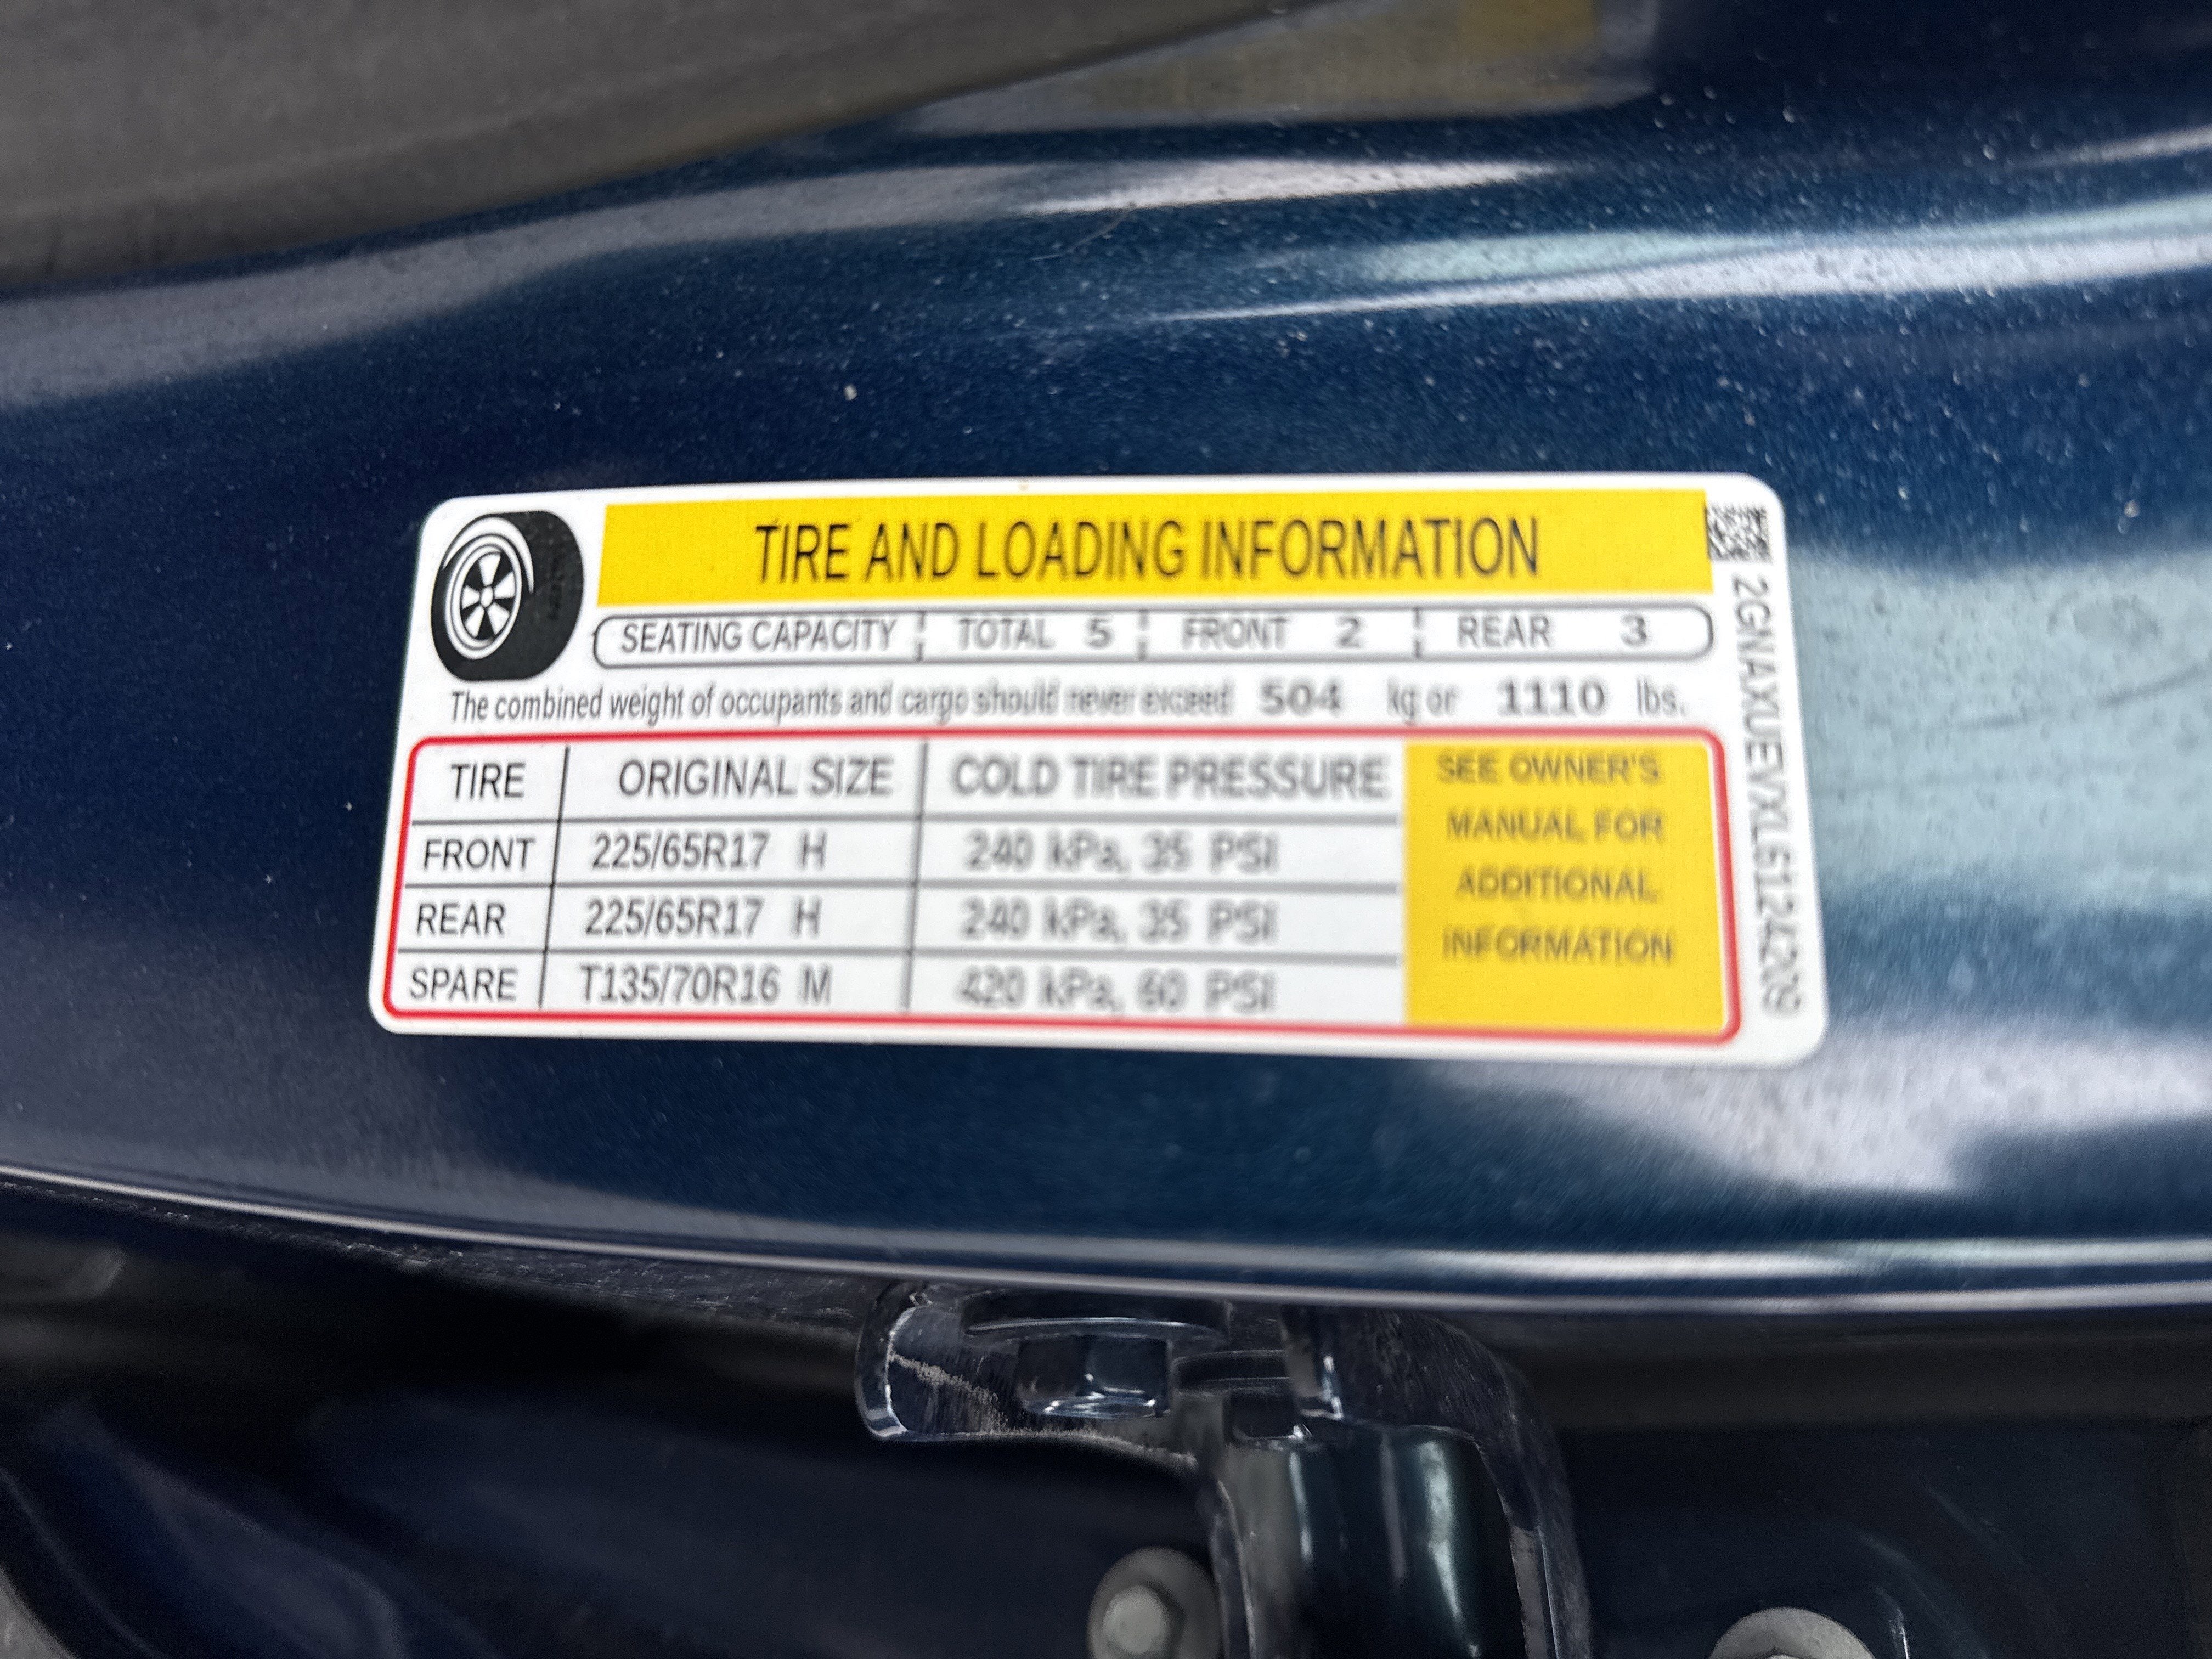 TIRE AND LOADING INFORMATION
SEATING CAPACITY TOTAL 5 FRONT 2 REAR 3
The combined weight of occupants and cargo should never exceed 504 kg or 1110 lbs.
TIRE ORIGINAL SIZE COLD TIRE PRESSURE
FRONT 225/65R17 H 240 kPa, 35 PSI
REAR 225/65R17 H 240 kPa, 35 PSI
SPARE T135/70R16 M 420 kPa, 60 PSI
SEE OWNER'S
MANUAL FOR
ADDITIONAL
INFORMATION
2GNAXUEVXL6124209